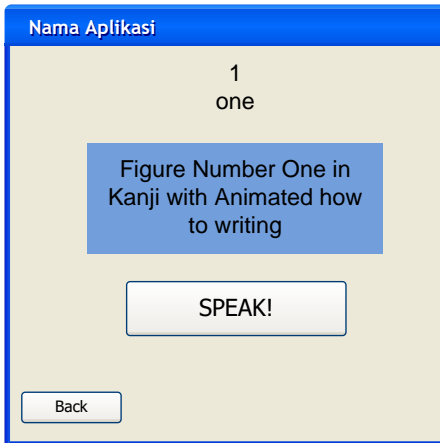 Nama Aplikasi
1
one
Figure Number One in
Kanji with Animated how
to writing
SPEAK!
Back